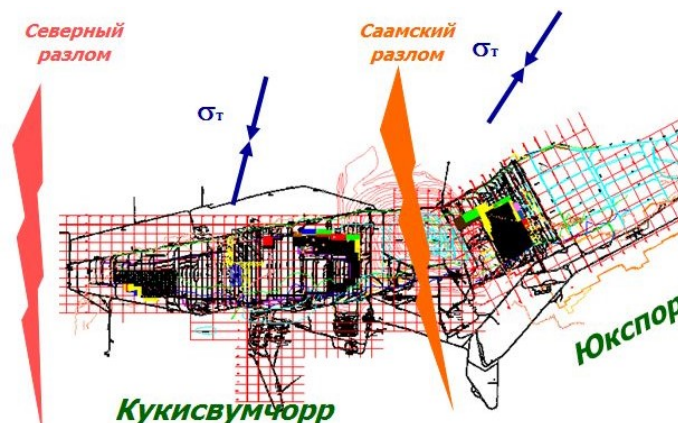 Северный
разлом
Саамский
разлом
σт
σт
Юкспор
Кукисвумчорр